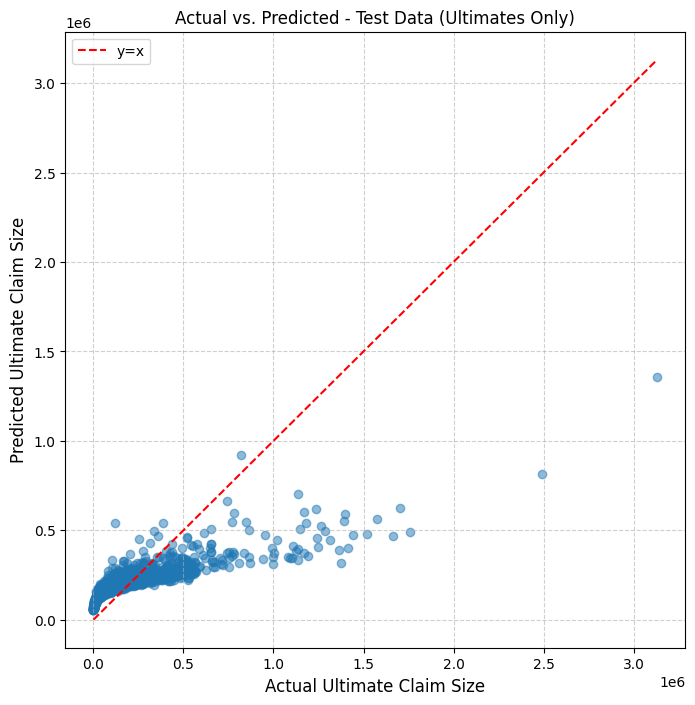 Actual vs. Predicted - Test Data (Ultimates Only)
1e6
y=x
3.0
2.5
2.0
1.5
1.0
0.5
0.0
Predicted Ultimate Claim Size
0.0 0.5 1.0 1.5 2.0 2.5 3.0
1e6
Actual Ultimate Claim Size